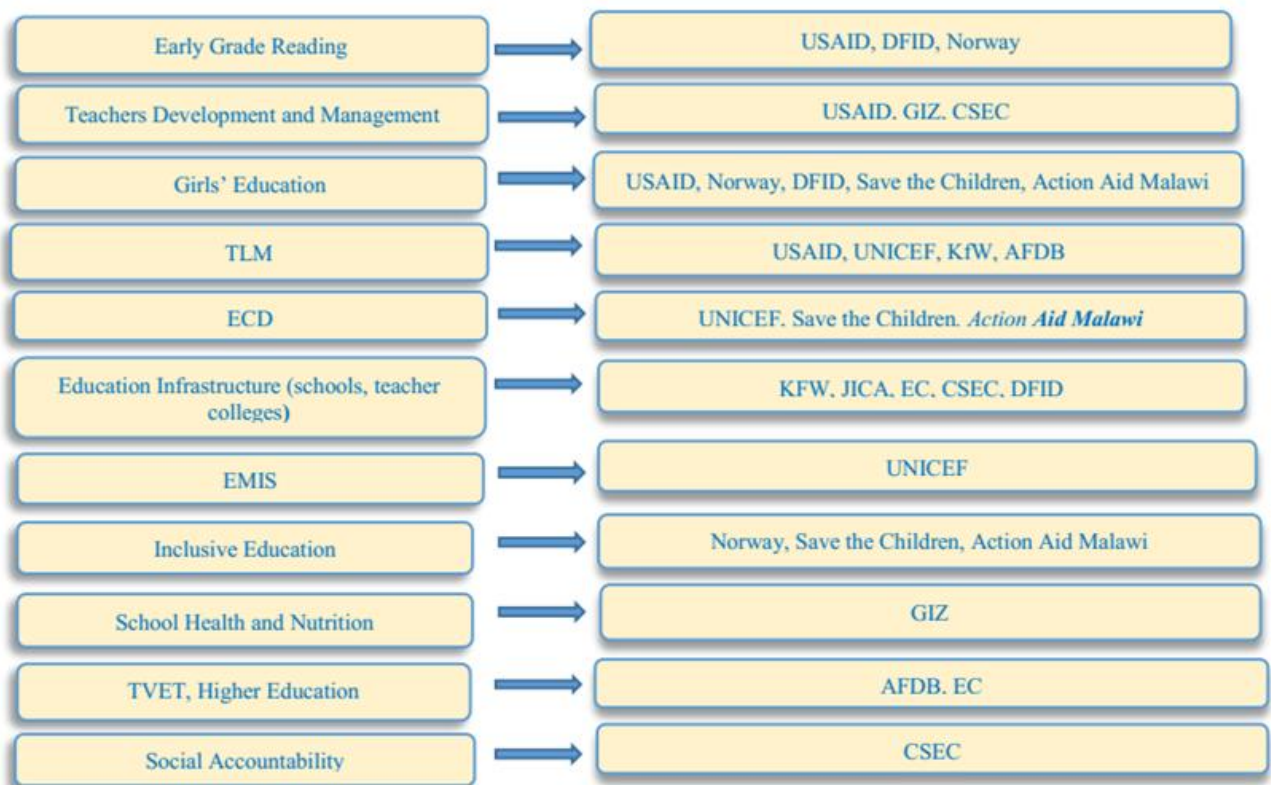 Early Grade Reading
USAID, DFID, Norway
Teachers Development and Management
USAID. GIZ. CSEC
Girls' Education
USAID, Norway, DFID, Save the Children, Action Aid Malawi
TLM
USAID, UNICEF, KfW, AFDB
ECD
UNICEF. Save the Children. Action Aid Malawi
Education Infrastructure (schools, teacher
colleges)
KFW, JICA, EC, CSEC, DFID
EMIS
UNICEF
Inclusive Education
Norway, Save the Children, Action Aid Malawi
School Health and Nutrition
GIZ
TVET, Higher Education
AFDB. EC
Social Accountability
CSEC